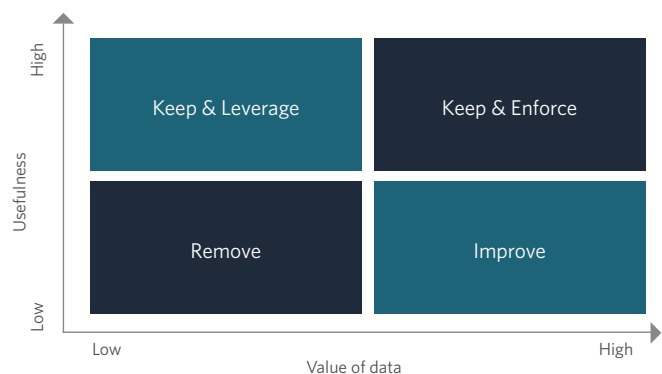 High
Keep & Leverage
Keep & Enforce
Usefulness
Remove
Improve
Low
Low
High
Value of data